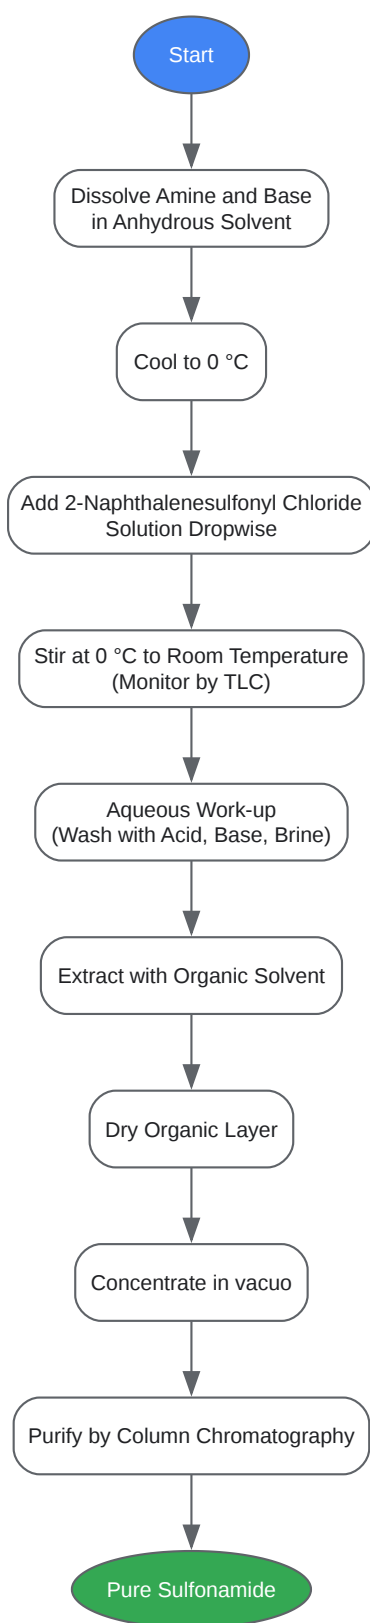 Start
Dissolve Amine and Base
in Anhydrous Solvent
Cool to 0 °C
Add 2-Naphthalenesulfonyl Chloride
Solution Dropwise
Stir at 0 °C to Room Temperature
(Monitor by TLC)
Aqueous Work-up
(Wash with Acid, Base, Brine)
Extract with Organic Solvent
Dry Organic Layer
Concentrate in vacuo
Purify by Column Chromatography
Pure Sulfonamide